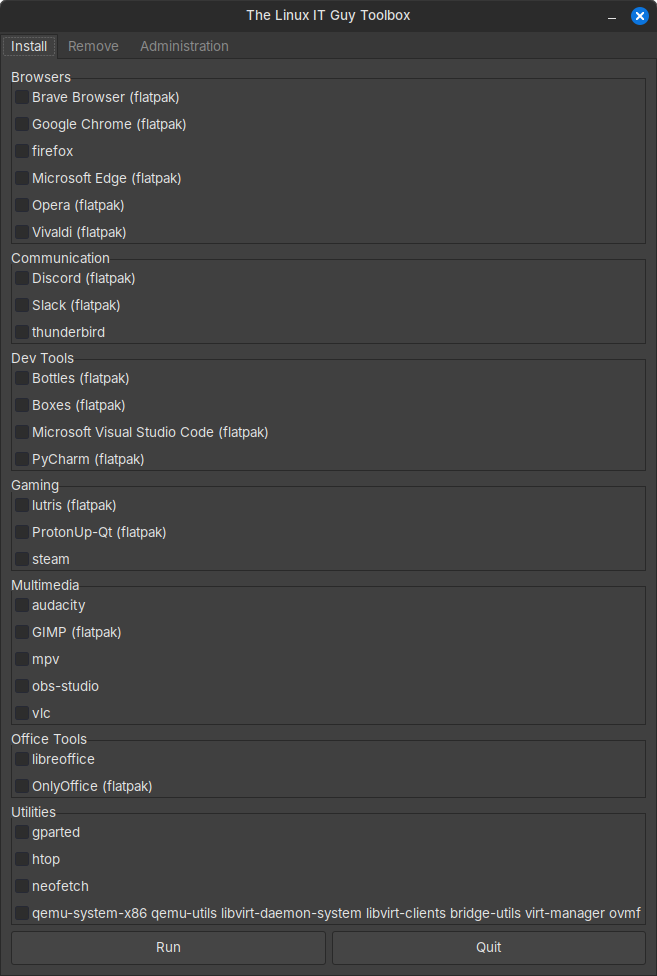 The Linux IT Guy Toolbox
Install Remove Administration
Browsers
Brave Browser (flatpak)
Google Chrome (flatpak)
firefox
Microsoft Edge (flatpak)
Opera (flatpak)
Vivaldi (flatpak)
Communication
Discord (flatpak)
Slack (flatpak)
thunderbird
Dev Tools
Bottles (flatpak)
Boxes (flatpak)
Microsoft Visual Studio Code (flatpak)
PyCharm (flatpak)
Gaming
lutris (flatpak)
ProtonUp-Qt (flatpak)
steam
Multimedia
audacity
GIMP (flatpak)
mpv
obs-studio
vlc
Office Tools
libreoffice
OnlyOffice (flatpak)
Utilities
gparted
htop
neofetch
qemu-system-x86 qemu-utils libvirt-daemon-system libvirt-clients bridge-utils virt-manager ovmf
Run Quit